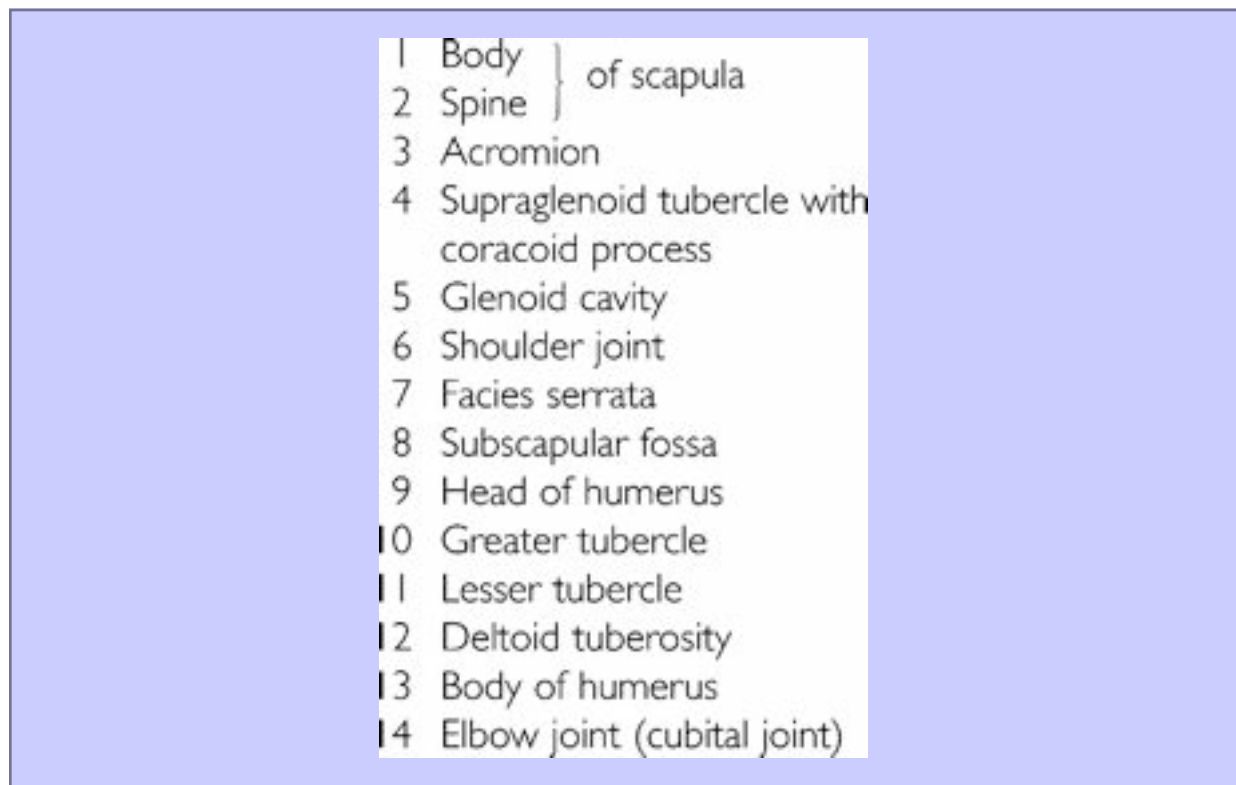 1 Body
2 Spine } of scapula
3 Acromion
4 Supraglenoid tubercle with
coracoid process
5 Glenoid cavity
6 Shoulder joint
7 Facies serrata
8 Subscapular fossa
9 Head of humerus
10 Greater tubercle
11 Lesser tubercle
12 Deltoid tuberosity
13 Body of humerus
14 Elbow joint (cubital joint)